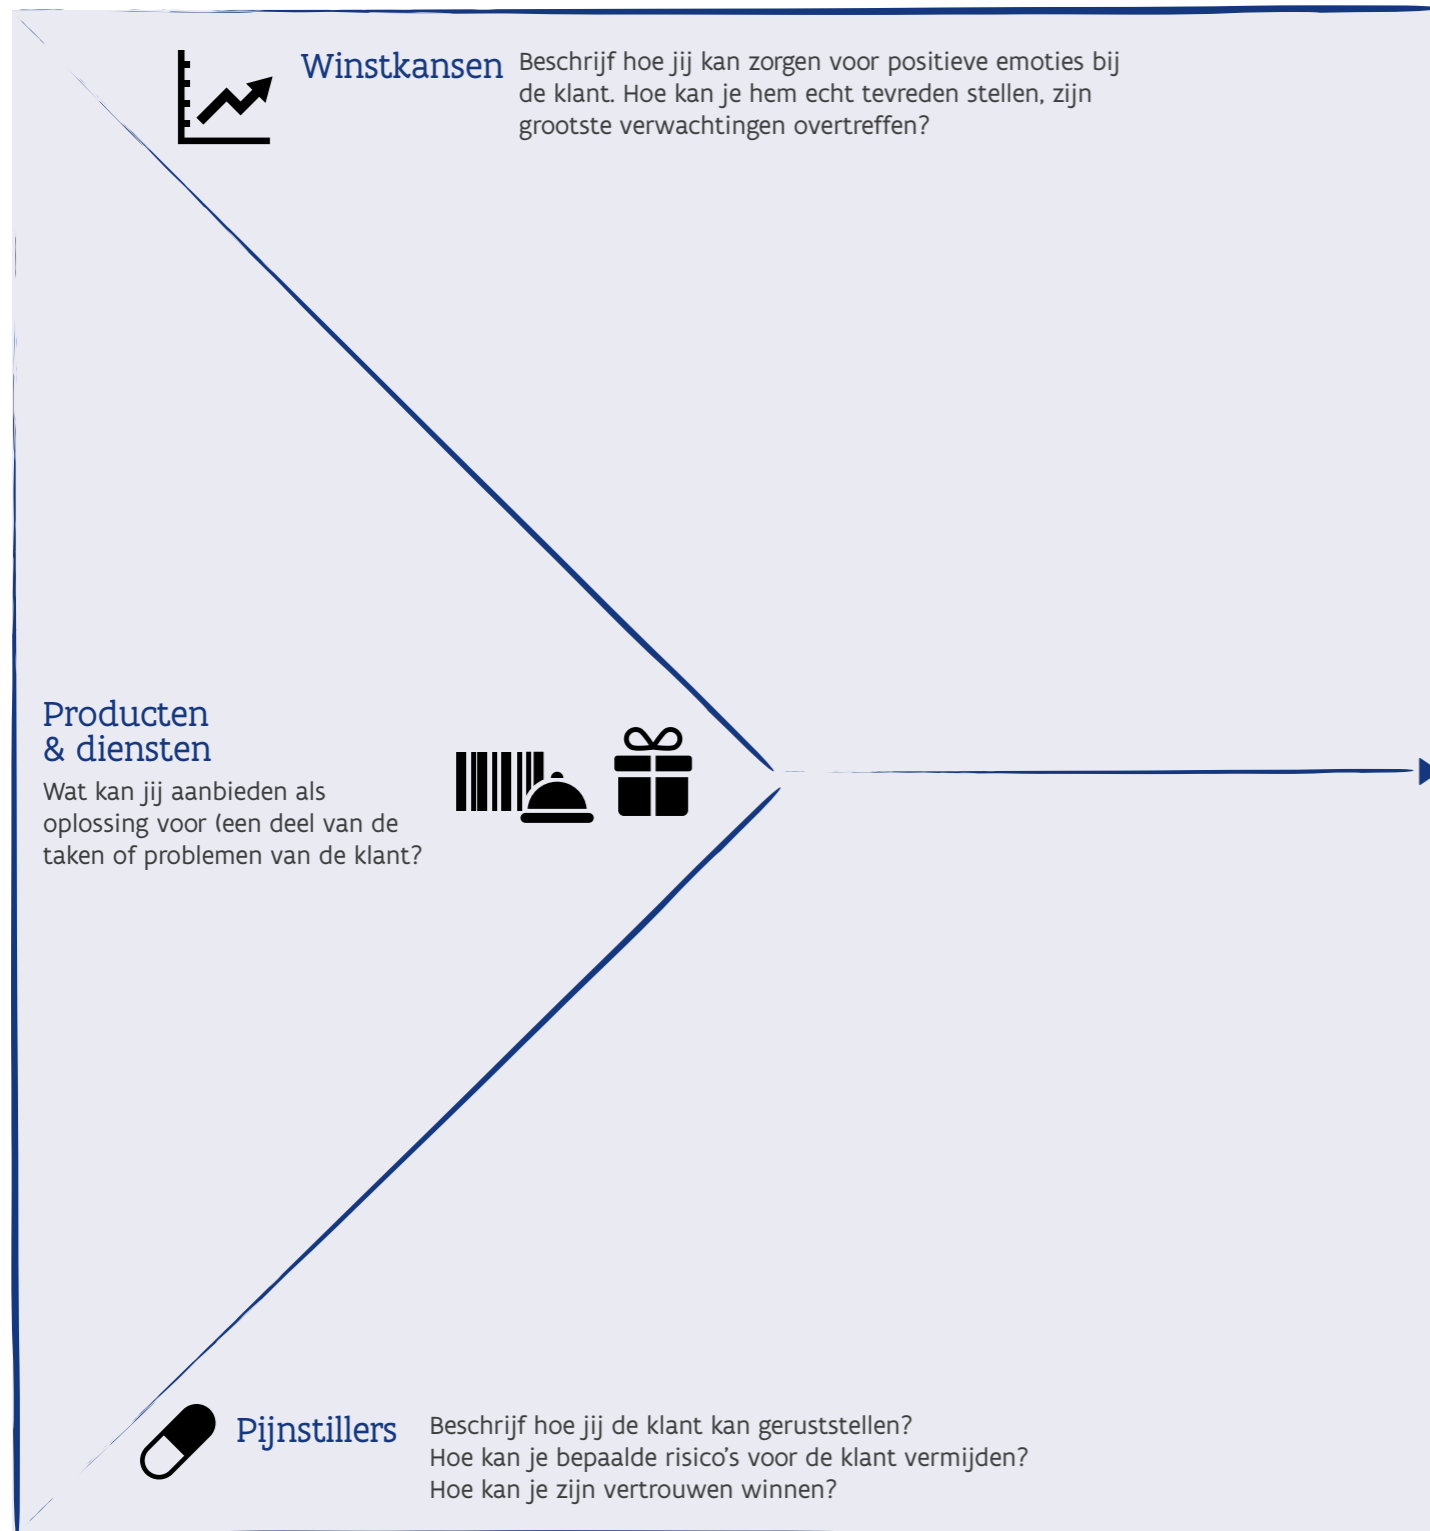 Winstkansen
Beschrijf hoe jij kan zorgen voor positieve emoties bij
de klant. Hoe kan je hem echt tevreden stellen, zijn
grootste verwachtingen overtreffen?
Producten
& diensten
Wat kan jij aanbieden als
oplossing voor (een deel van de
taken of problemen van de klant?
Pijnstillers
Beschrijf hoe jij de klant kan geruststellen?
Hoe kan je bepaalde risico's voor de klant vermijden?
Hoe kan je zijn vertrouwen winnen?